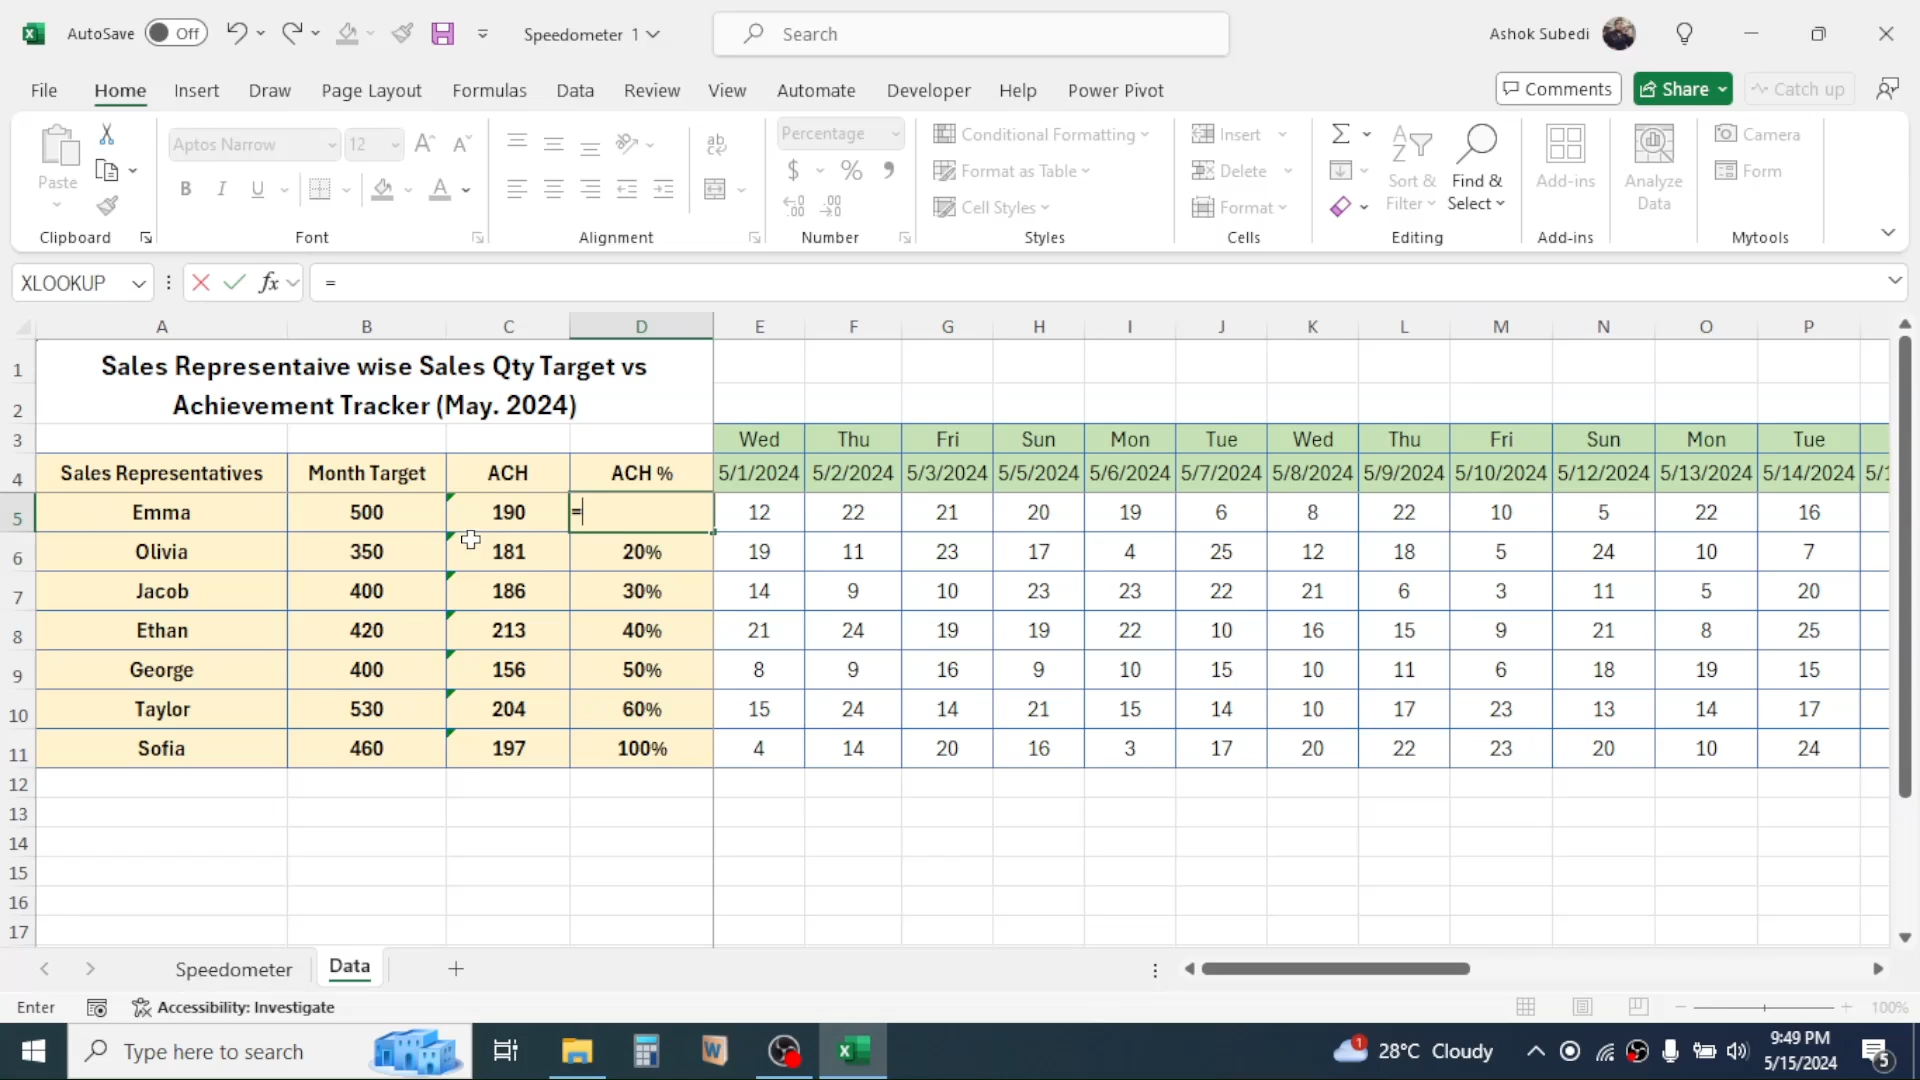 AutoSave Off Speedometer 1 Search Ashok Subedi
File Home Insert Draw Page Layout Formulas Data Review View Automate Developer Help Power Pivot Comments Share Catch up
Paste Aptos Narrow 12 Percentage Conditional Formatting Insert Camera
Format as Table Delete Sort & Find & Add-ins Analyze Form
Cell Styles Format Filter Select Data
Clipboard Font Alignment Number Styles Cells Editing Add-ins Mytools
XLOOKUP fx =
A B C D E F G H I J K L M N O P
1 Sales Representaive wise Sales Qty Target vs
2 Achievement Tracker (May. 2024)
3 Wed Thu Fri Sun Mon Tue Wed Thu Fri Sun Mon Tue
4 Sales Representatives Month Target ACH ACH % 5/1/2024 5/2/2024 5/3/2024 5/5/2024 5/6/2024 5/7/2024 5/8/2024 5/9/2024 5/10/2024 5/12/2024 5/13/2024 5/14/2024 5/1
5 Emma 500 190 = 12 22 21 20 19 6 8 22 10 5 22 16
6 Olivia 350 181 20% 19 11 23 17 4 25 12 18 5 24 10 7
7 Jacob 400 186 30% 14 9 10 23 23 22 21 6 3 11 5 20
8 Ethan 420 213 40% 21 24 19 19 22 10 16 15 9 21 8 25
9 George 400 156 50% 8 9 16 9 10 15 10 11 6 18 19 15
10 Taylor 530 204 60% 15 24 14 21 15 14 10 17 23 13 14 17
11 Sofia 460 197 100% 4 14 20 16 3 17 20 22 23 20 10 24
12
13
14
15
16
17
Speedometer Data
Enter Accessibility: Investigate 100%
Type here to search 28°C Cloudy 9:49 PM
5/15/2024 5